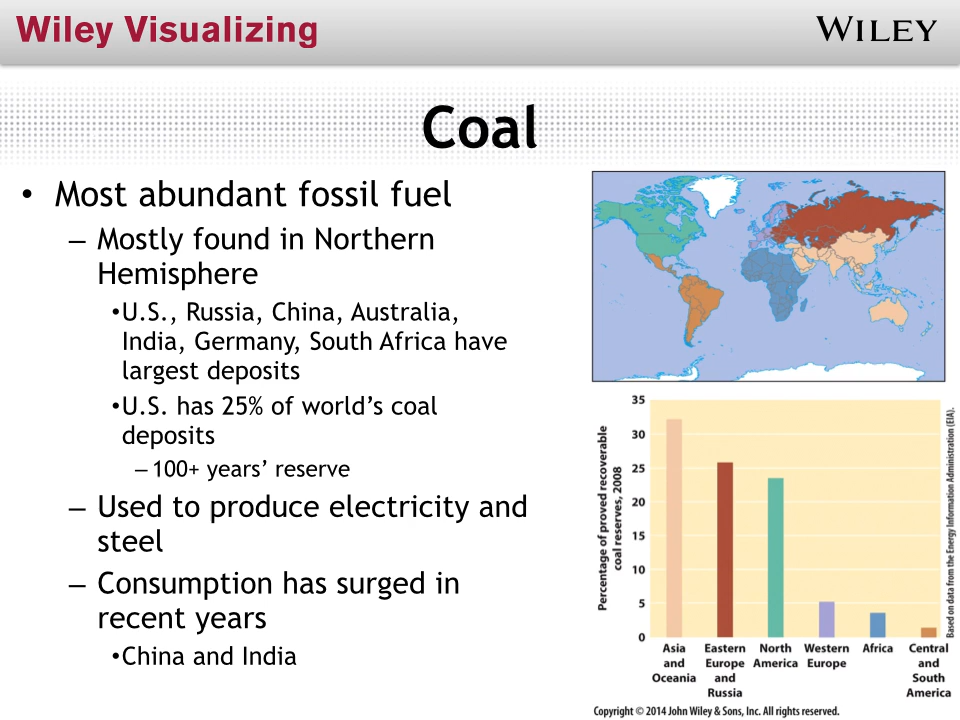 Wiley Visualizing
WILEY
Coal
• Most abundant fossil fuel
– Mostly found in Northern
Hemisphere
•U.S., Russia, China, Australia,
India, Germany, South Africa have
largest deposits
•U.S. has 25% of world's coal
deposits
– 100+ years' reserve
– Used to produce electricity and
steel
– Consumption has surged in
recent years
•China and India
Percentage of proved recoverable
coal reserves, 2008
35
30
25
20
15
10
5
0
Asia
and
Oceania
Eastern
Europe
and
Russia
North
America
Western
Europe
Africa
Central
and
South
America
Based on data from the Energy Information Administration (EIA).
Copyright © 2014 John Wiley & Sons, Inc. All rights reserved.